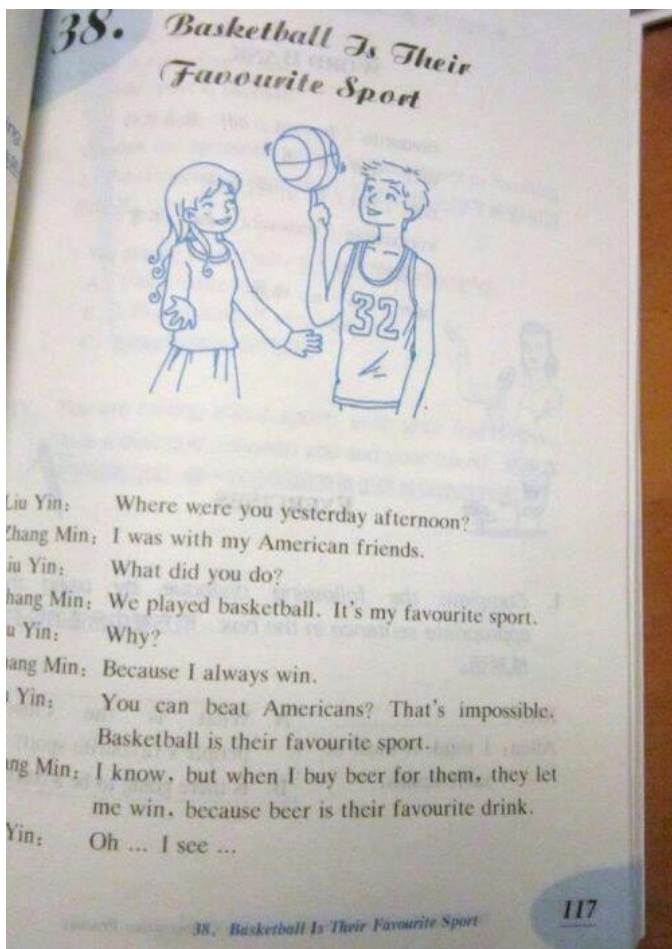 38.
Basketball Is Their
Favourite Sport
32
Liu Yin: Where were you yesterday afternoon?
Zhang Min: I was with my American friends.
iu Yin: What did you do?
hang Min: We played basketball. It's my favourite sport.
u Yin: Why?
ang Min: Because I always win.
Yin: You can beat Americans? That's impossible.
Basketball is their favourite sport.
ng Min: I know, but when I buy beer for them, they let
me win, because beer is their favourite drink.
Yin: Oh ... I see ...
38. Basketball Is Their Favourite Sport
117